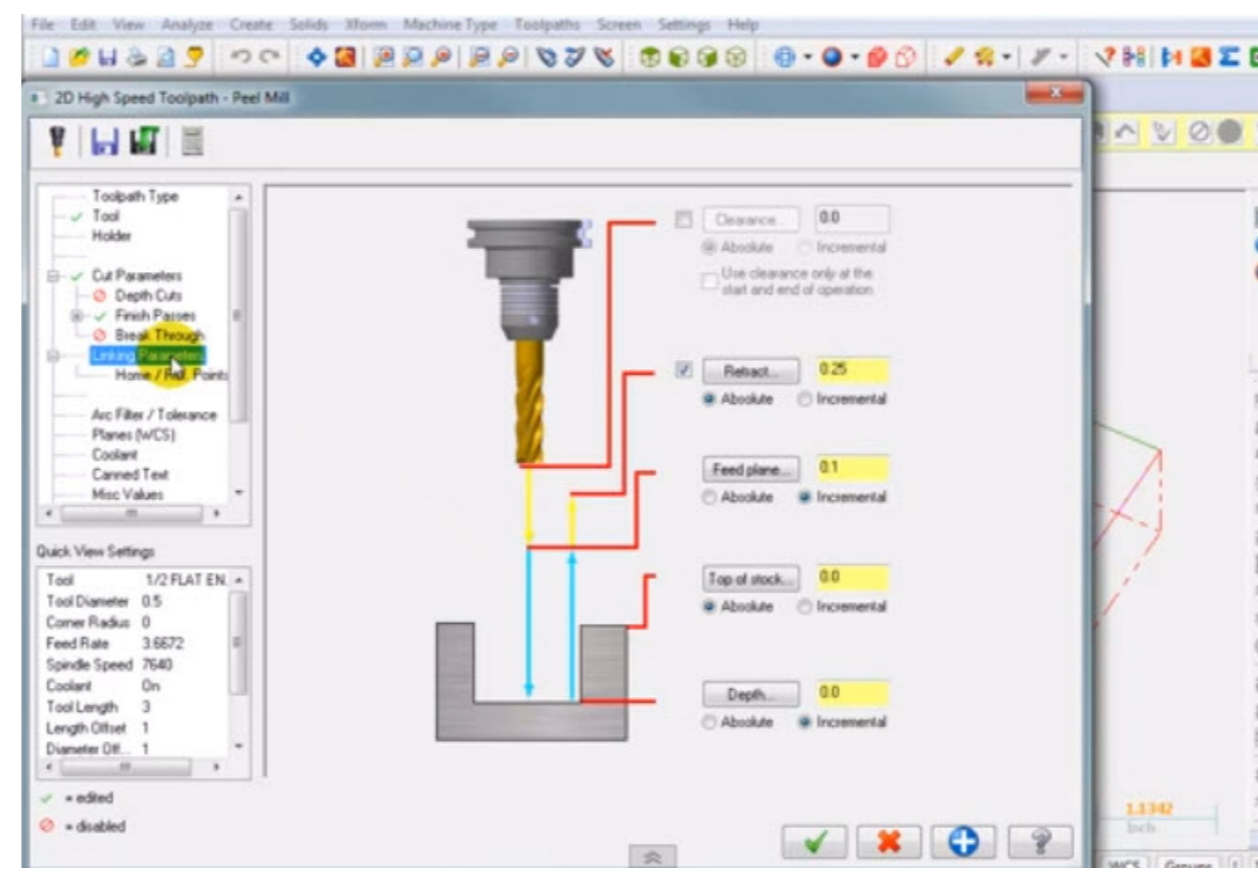 File Edit View Analyze Create Solids Xform Machine Type Toolpaths Screen Settings Help
2D High Speed Toolpath - Peel Mill
Toolpath Type
Tool
Holder
Cut Parameters
Depth Cuts
Finish Passes
Break Through
Linking Parameters
Home / Ref. Points
Arc Filter / Tolerance
Planes (WCS)
Coolant
Canned Text
Misc Values
Quick View Settings
Tool 1/2 FLAT EN.
Tool Diameter 0.5
Corner Radius 0
Feed Rate 3.6672
Spindle Speed 7640
Coolant On
Tool Length 3
Length Offset 1
Diameter Off... 1
= edited
= disabled
Clearance... 0.0
Absolute Incremental
Use clearance only at the
start and end of operation
Retract... 0.25
Absolute Incremental
Feed plane... 0.1
Absolute Incremental
Top of stock... 0.0
Absolute Incremental
Depth... 0.0
Absolute Incremental
1.1342
Inch
WCS Groups